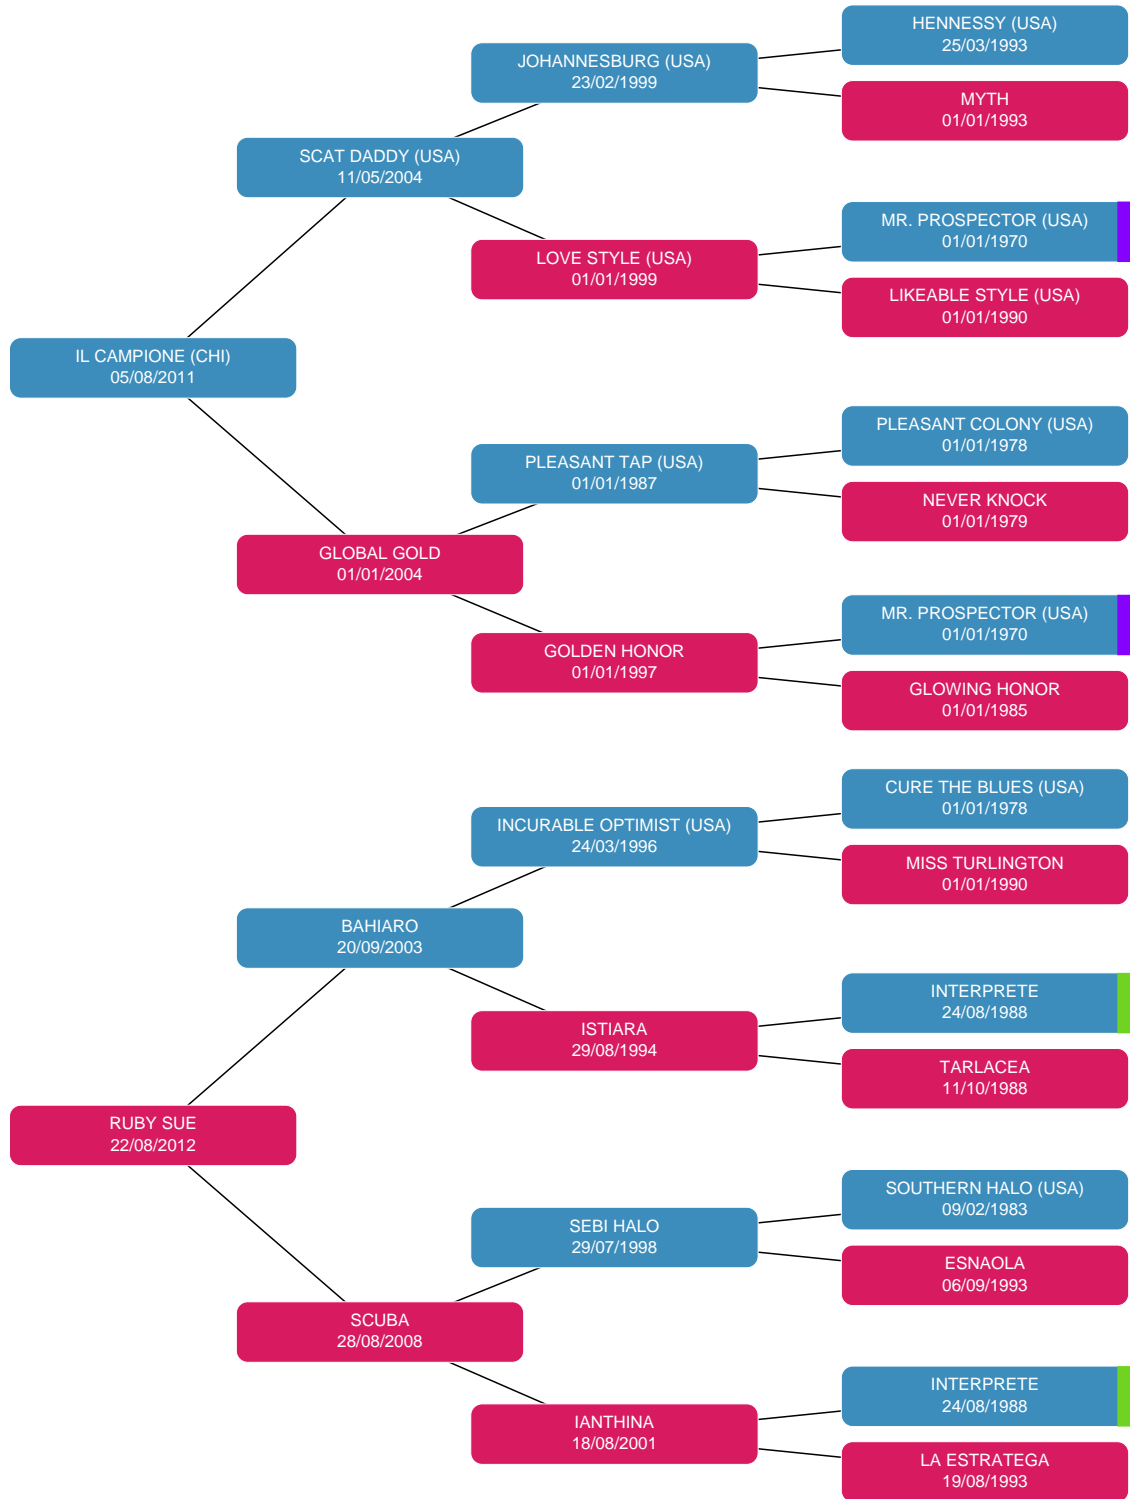 HENNESSY (USA)
25/03/1993
JOHANNESBURG (USA)
23/02/1999
MYTH
01/01/1993
SCAT DADDY (USA)
11/05/2004
MR. PROSPECTOR (USA)
01/01/1970
LOVE STYLE (USA)
01/01/1999
LIKEABLE STYLE (USA)
01/01/1990
IL CAMPIONE (CHI)
05/08/2011
PLEASANT COLONY (USA)
01/01/1978
PLEASANT TAP (USA)
01/01/1987
NEVER KNOCK
01/01/1979
GLOBAL GOLD
01/01/2004
MR. PROSPECTOR (USA)
01/01/1970
GOLDEN HONOR
01/01/1997
GLOWING HONOR
01/01/1985
CURE THE BLUES (USA)
01/01/1978
INCURABLE OPTIMIST (USA)
24/03/1996
MISS TURLINGTON
01/01/1990
BAHIARO
20/09/2003
INTERPRETE
24/08/1988
ISTIARA
29/08/1994
TARLACEA
11/10/1988
RUBY SUE
22/08/2012
SOUTHERN HALO (USA)
09/02/1983
SEBI HALO
29/07/1998
ESNAOLA
06/09/1993
SCUBA
28/08/2008
INTERPRETE
24/08/1988
IANTHINA
18/08/2001
LA ESTRATEGA
19/08/1993